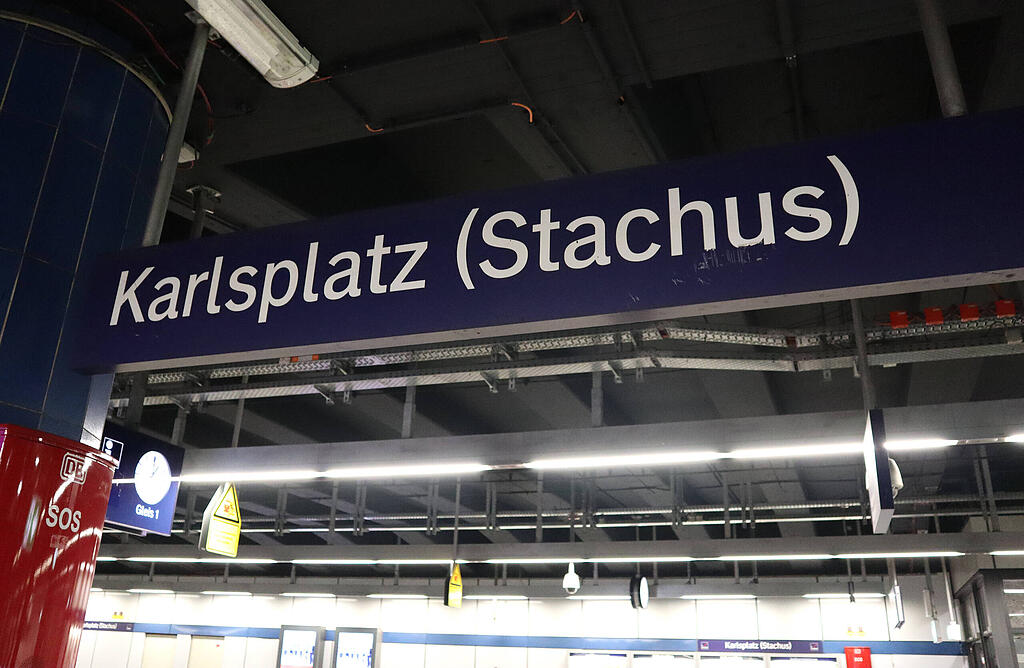 Karlsplatz (Stachus)
DB
SOS
Gleis 1
Karlsplatz (Stachus)